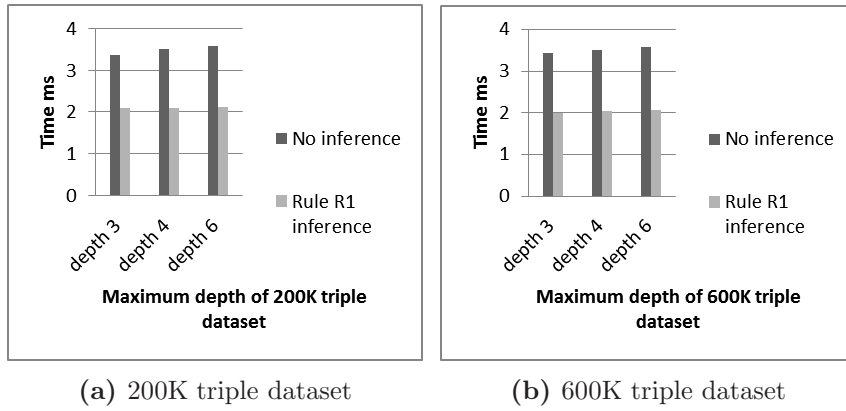 4
3
2
1
0
Time ms
depth 3
depth 4
depth 6
No inference
Rule R1
inference
Maximum depth of 200K triple
dataset
(a) 200K triple dataset
4
3
2
1
0
Time ms
depth 3
depth 4
depth 6
No inference
Rule R1
inference
Maximum depth of 600K triple
dataset
(b) 600K triple dataset